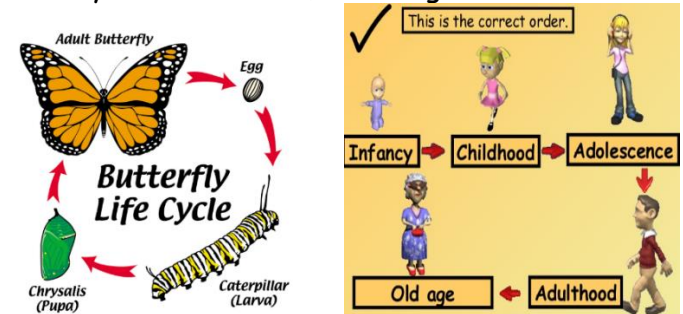 Adult Butterfly
Egg
Butterfly
Life Cycle
Chrysalis
(Pupa)
Caterpillar
(Larva)
This is the correct order.
Infancy
Childhood
Adolescence
Old age
Adulthood